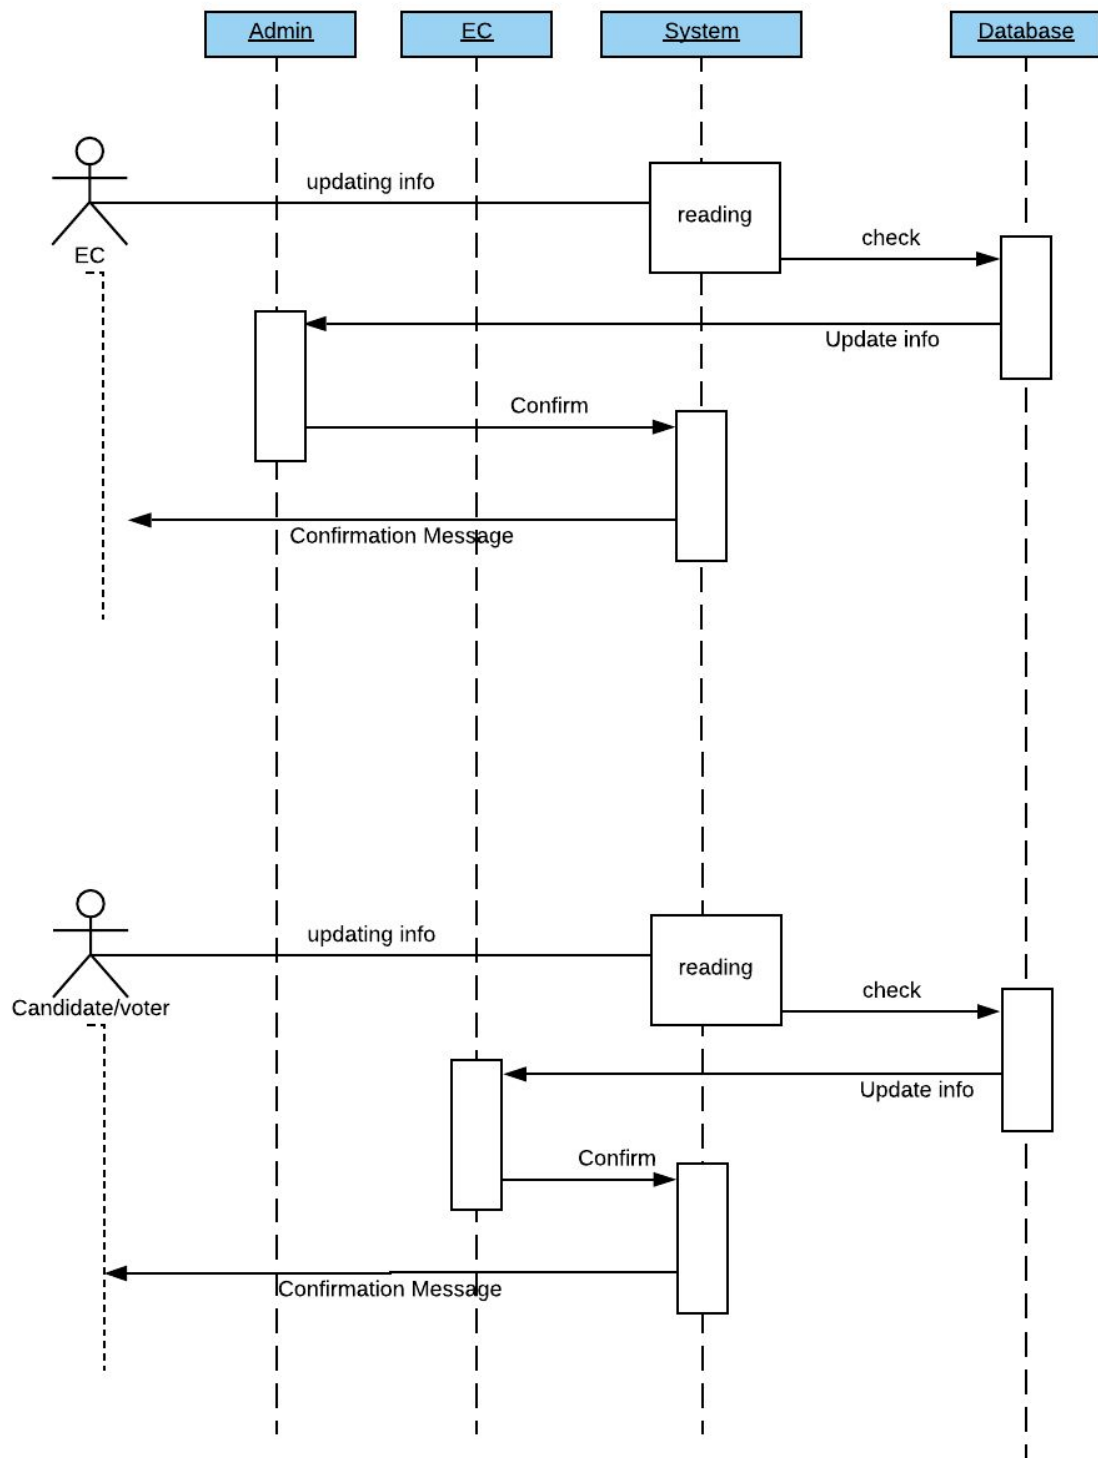 Admin
EC
System
Database
updating info
reading
check
EC
Update info
Confirm
Confirmation Message
updating info
reading
check
Candidate/voter
Update info
Confirm
Confirmation Message